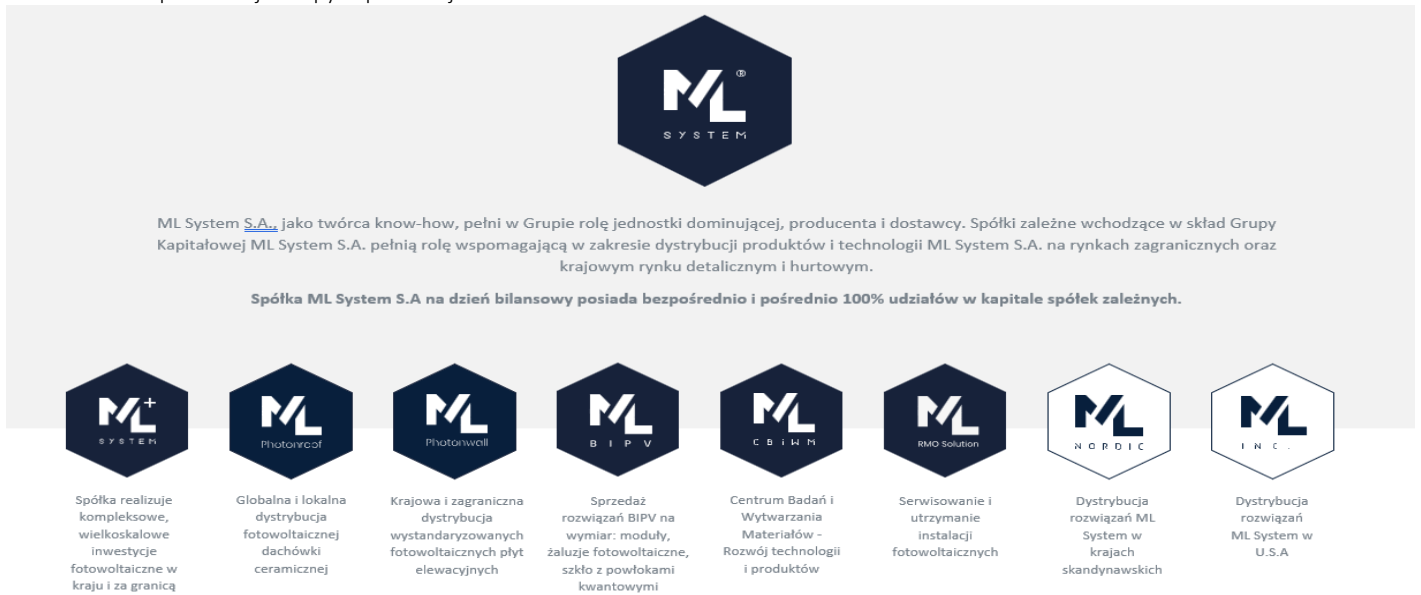 ML®
SYSTEM
ML System S.A., jako twórca know-how, pełni w Grupie rolę jednostki dominującej, producenta i dostawcy. Spółki zależne wchodzące w skład Grupy
Kapitałowej ML System S.A. pełnią rolę wspomagającą w zakresie dystrybucji produktów i technologii ML System S.A. na rynkach zagranicznych oraz
krajowym rynku detalicznym i hurtowym.
Spółka ML System S.A na dzień bilansowy posiada bezpośrednio i pośrednio 100% udziałów w kapitale spółek zależnych.
ML+
SYSTEM
Spółka realizuje
kompleksowe,
wielkoskalowe
inwestycje
fotowoltaiczne w
kraju i za granicą
ML
Photonroof
Globalna i lokalna
dystrybucja
fotowoltaicznej
dachówki
ceramicznej
ML
Photonwall
Krajowa i zagraniczna
dystrybucja
wystandaryzowanych
fotowoltaicznych płyt
elewacyjnych
ML
BIPV
Sprzedaż
rozwiązań BIPV na
wymiar: moduły,
żaluzje fotowoltaiczne,
szkło z powłokami
kwantowymi
ML
CBiWM
Centrum Badań i
Wytwarzania
Materiałów -
Rozwój technologii
i produktów
ML
RMO Solution
Serwisowanie i
utrzymanie
instalacji
fotowoltaicznych
ML
NORDIC
Dystrybucja
rozwiązań ML
System w
krajach
skandynawskich
ML
INC.
Dystrybucja
rozwiązań
ML System w
U.S.A